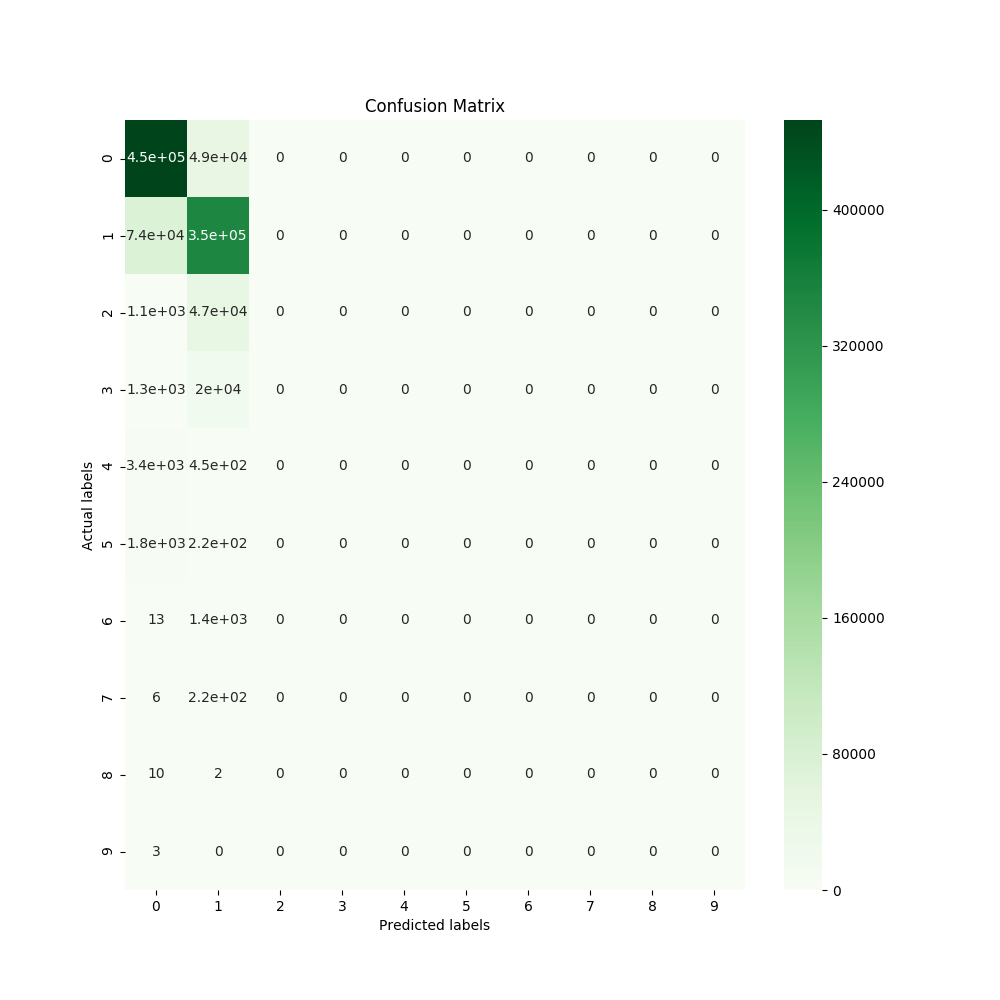 Confusion Matrix
0 4.5e+05 4.9e+04 0 0 0 0 0 0 0 0
1 7.4e+04 3.5e+05 0 0 0 0 0 0 0 0
2 1.1e+03 4.7e+04 0 0 0 0 0 0 0 0
3 1.3e+03 2e+04 0 0 0 0 0 0 0 0
4 3.4e+03 4.5e+02 0 0 0 0 0 0 0 0
5 1.8e+03 2.2e+02 0 0 0 0 0 0 0 0
6 13 1.4e+03 0 0 0 0 0 0 0 0
7 6 2.2e+02 0 0 0 0 0 0 0 0
8 10 2 0 0 0 0 0 0 0 0
9 3 0 0 0 0 0 0 0 0 0
0 1 2 3 4 5 6 7 8 9
Predicted labels
Actual labels
400000
320000
240000
160000
80000
0